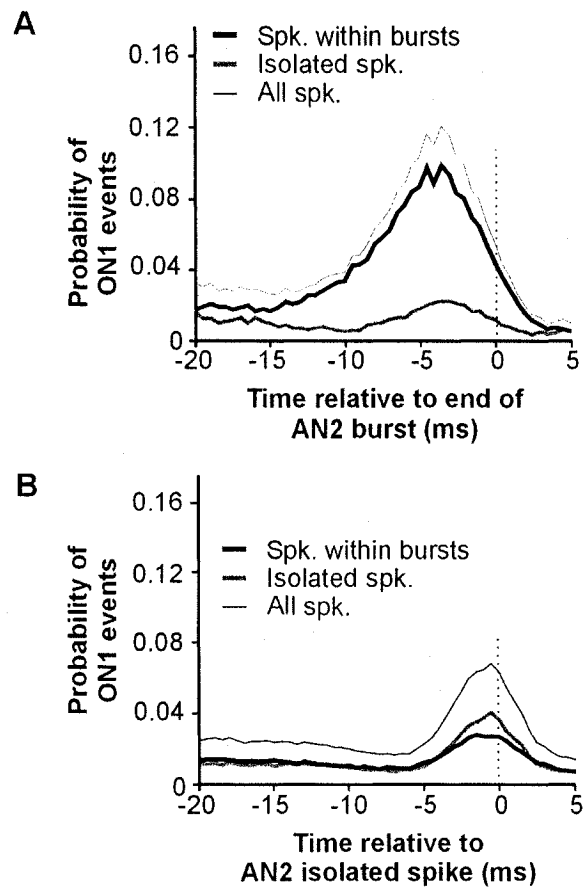 A
Probability of
ON1 events
0.16
0.12
0.08
0.04
0
Spk. within bursts
Isolated spk.
All spk.
-20 -15 -10 -5 0 5
Time relative to end of
AN2 burst (ms)
B
Probability of
ON1 events
0.16
0.12
0.08
0.04
0
Spk. within bursts
Isolated spk.
All spk.
-20 -15 -10 -5 0 5
Time relative to
AN2 isolated spike (ms)